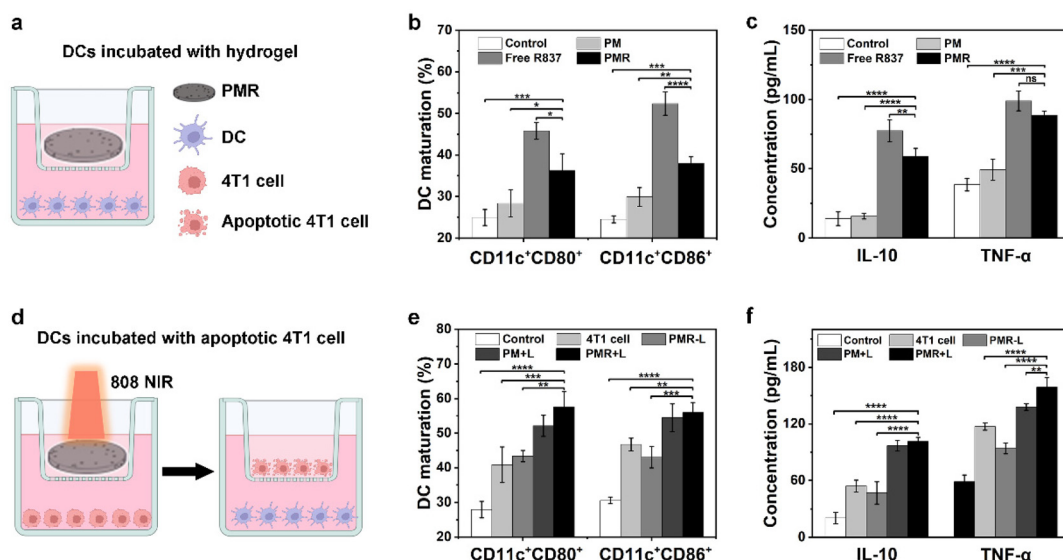 a
DCs incubated with hydrogel
PMR
DC
4T1 cell
Apoptotic 4T1 cell
b
DC maturation (%)
70
60
50
40
30
20
Control
PM
Free R837
PMR
***
*
*
***
**
****
CD11c+CD80+
CD11c+CD86+
c
Concentration (pg/mL)
150
100
50
0
Control
PM
Free R837
PMR
****
****
**
****
***
ns
IL-10
TNF-α
d
DCs incubated with apoptotic 4T1 cell
808 NIR
e
DC maturation (%)
80
70
60
50
40
30
20
Control
4T1 cell
PMR-L
PM+L
PMR+L
****
***
**
****
**
***
CD11c+CD80+
CD11c+CD86+
f
Concentration (pg/mL)
180
120
60
0
Control
4T1 cell
PMR-L
PM+L
PMR+L
****
****
****
****
****
**
IL-10
TNF-α